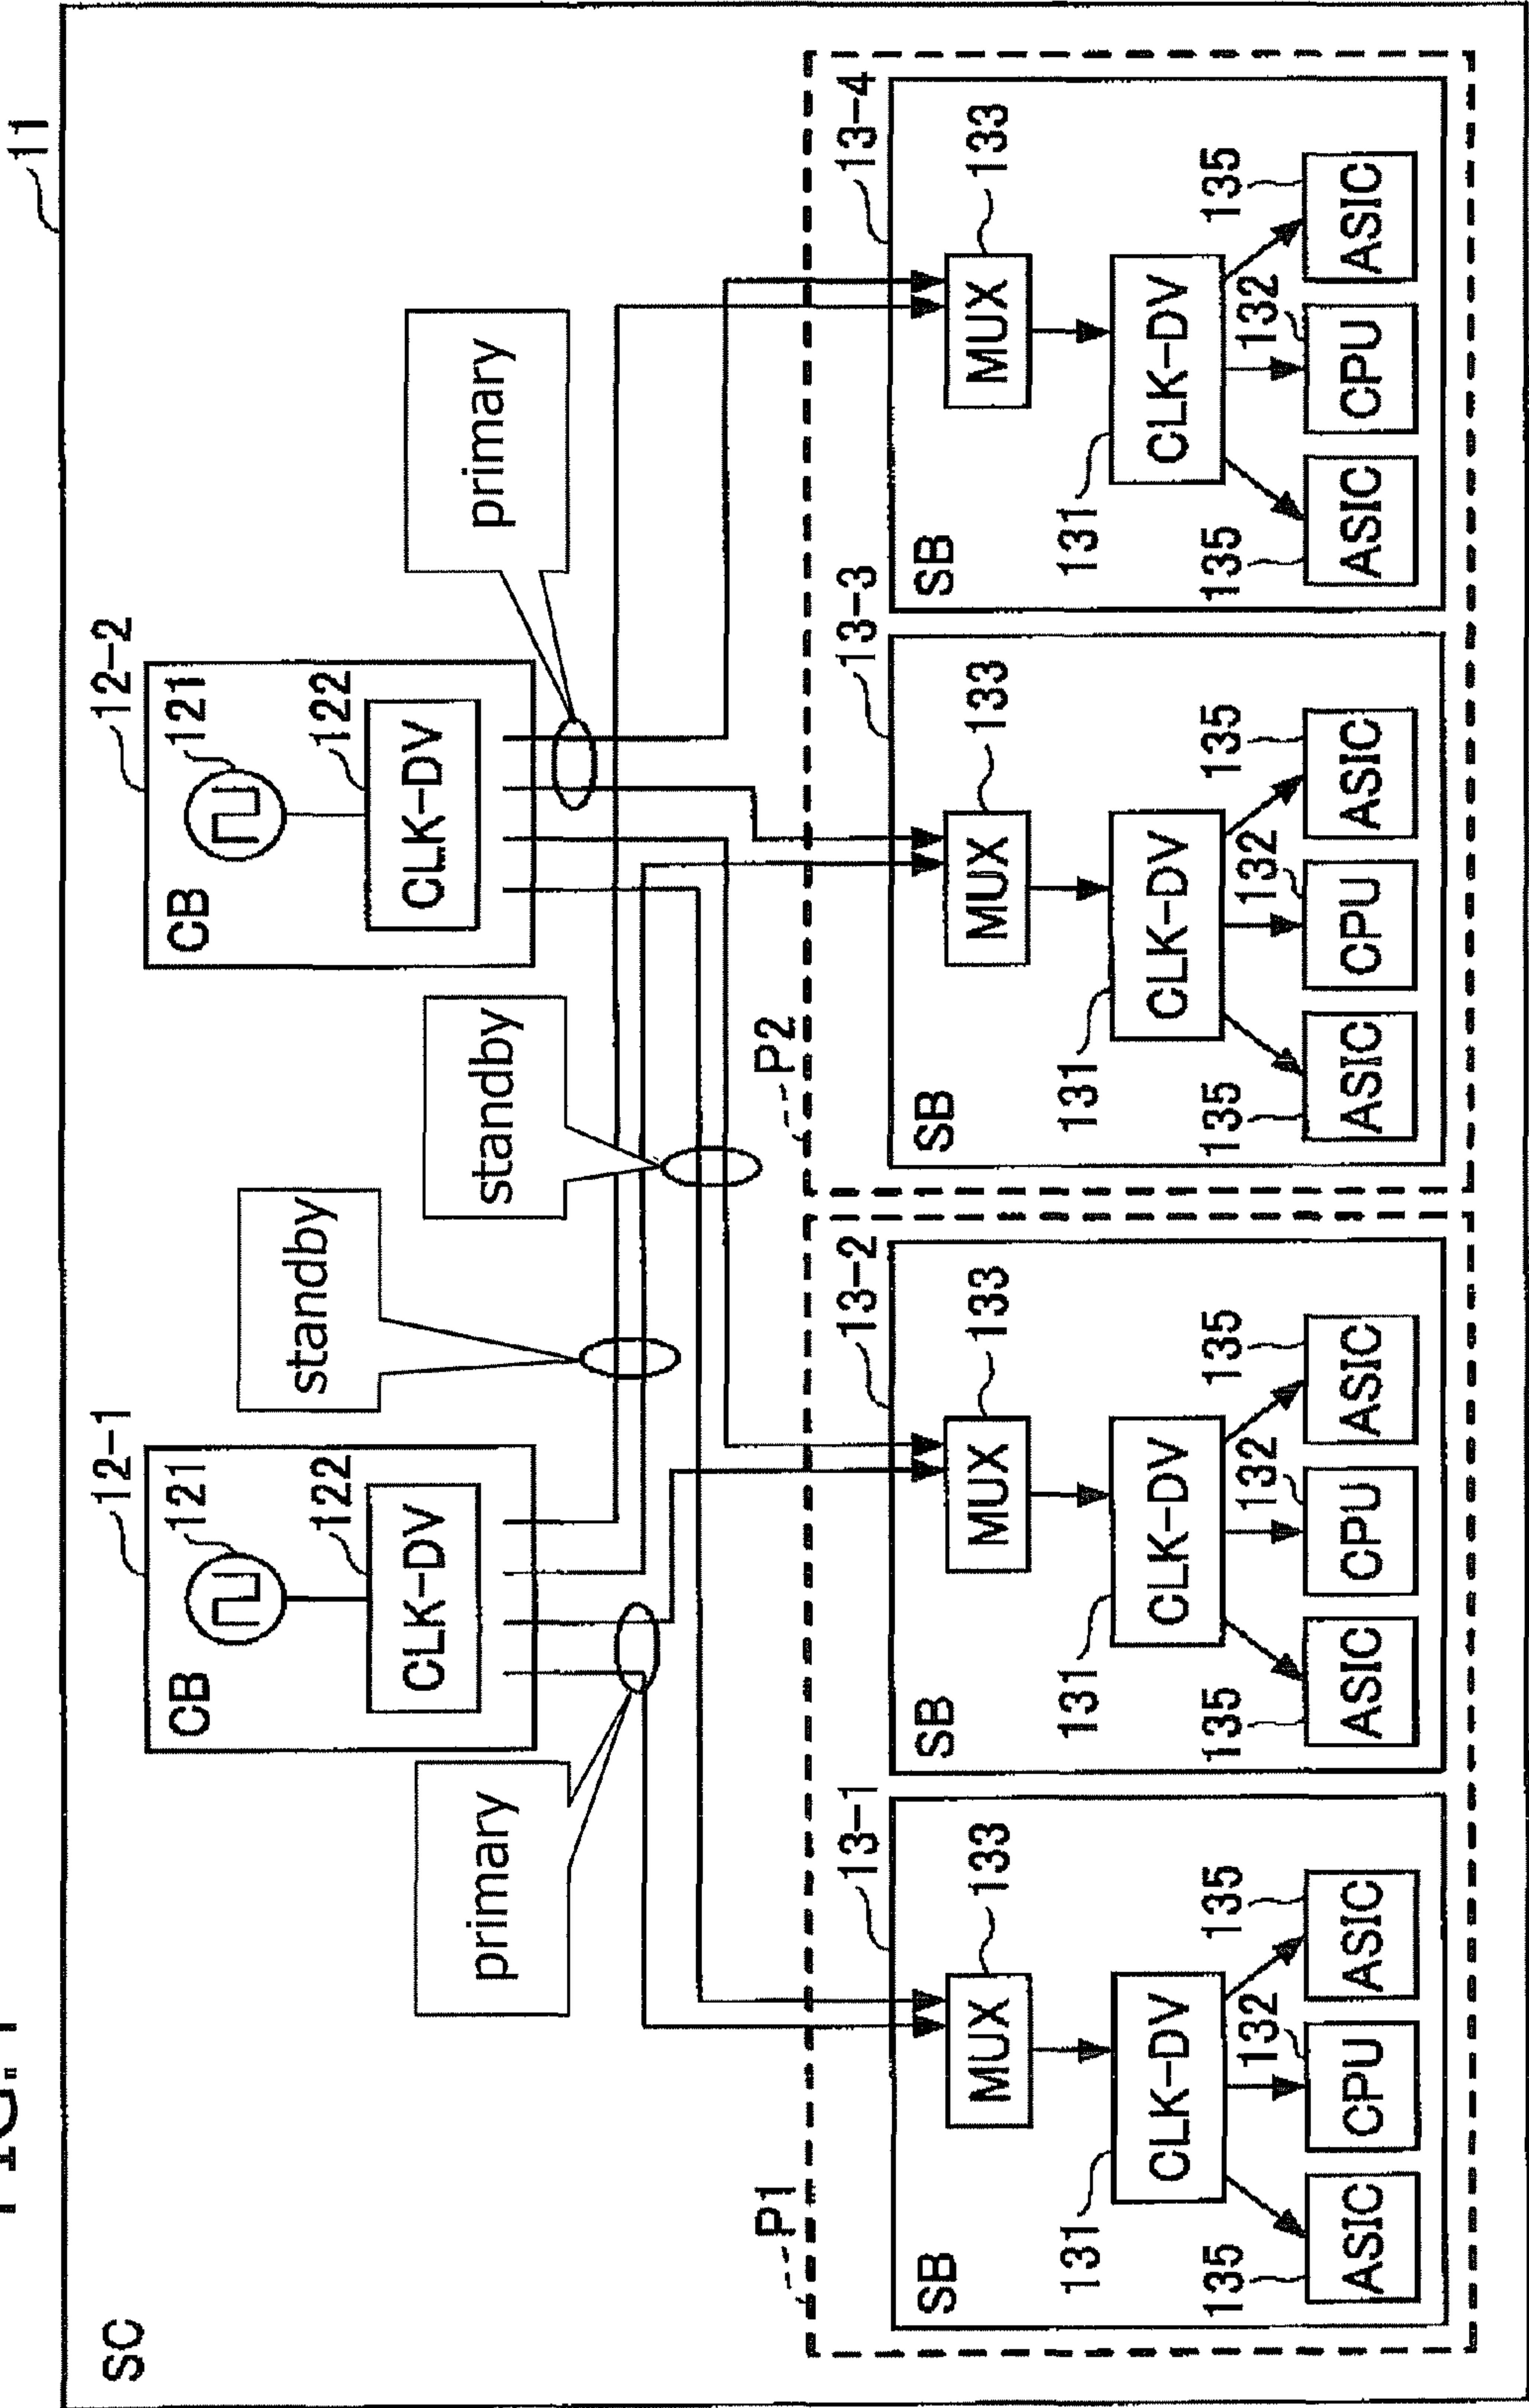 FIG. 1
11
SC
12-1
CB
121
122
CLK-DV
12-2
CB
121
122
CLK-DV
primary
standby
standby
primary
P1
P2
13-1
SB
133
MUX
131
CLK-DV
132
135
135
ASIC
CPU
ASIC
13-2
SB
133
MUX
131
CLK-DV
132
135
135
ASIC
CPU
ASIC
13-3
SB
133
MUX
131
CLK-DV
132
135
135
ASIC
CPU
ASIC
13-4
SB
133
MUX
131
CLK-DV
132
135
135
ASIC
CPU
ASIC